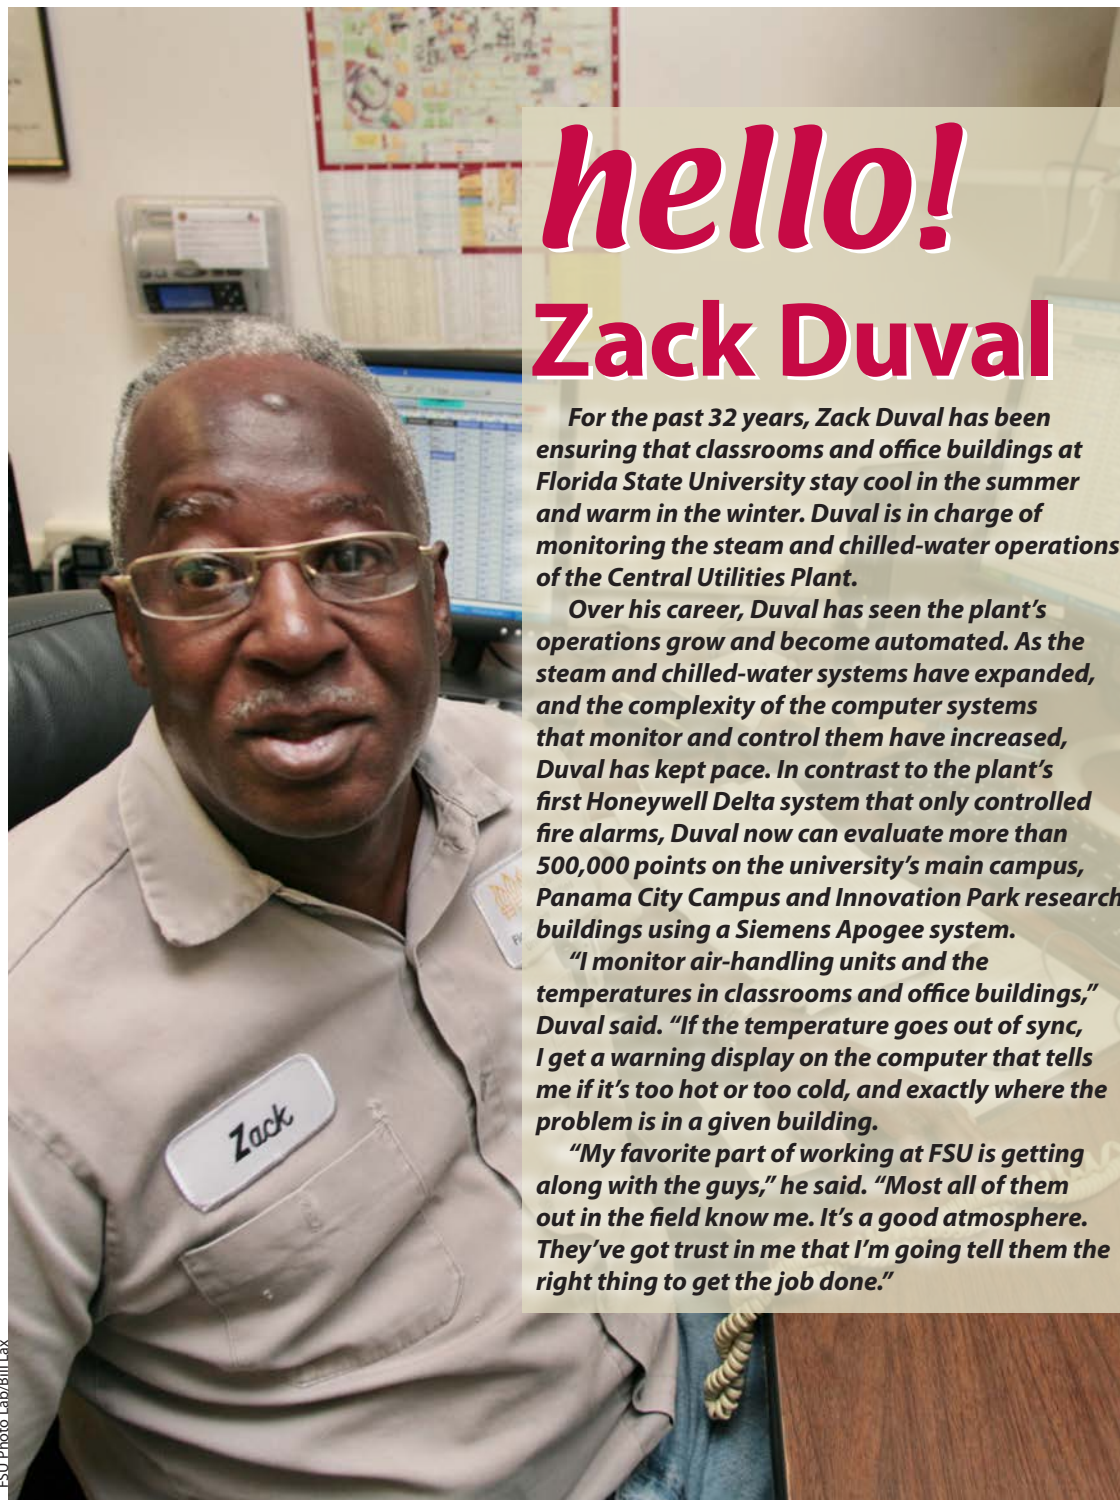 hello!
Zack Duval
For the past 32 years, Zack Duval has been
ensuring that classrooms and office buildings at
Florida State University stay cool in the summer
and warm in the winter. Duval is in charge of
monitoring the steam and chilled-water operations
of the Central Utilities Plant.
Over his career, Duval has seen the plant’s
operations grow and become automated. As the
steam and chilled-water systems have expanded,
and the complexity of the computer systems
that monitor and control them have increased,
Duval has kept pace. In contrast to the plant’s
first Honeywell Delta system that only controlled
fire alarms, Duval now can evaluate more than
500,000 points on the university’s main campus,
Panama City Campus and Innovation Park research
buildings using a Siemens Apogee system.
“I monitor air-handling units and the
temperatures in classrooms and office buildings,”
Duval said. “If the temperature goes out of sync,
I get a warning display on the computer that tells
me if it’s too hot or too cold, and exactly where the
problem is in a given building.
“My favorite part of working at FSU is getting
along with the guys,” he said. “Most all of them
out in the field know me. It’s a good atmosphere.
They’ve got trust in me that I’m going tell them the
right thing to get the job done.”
Zack
FSU Photo Lab/Bill Lax